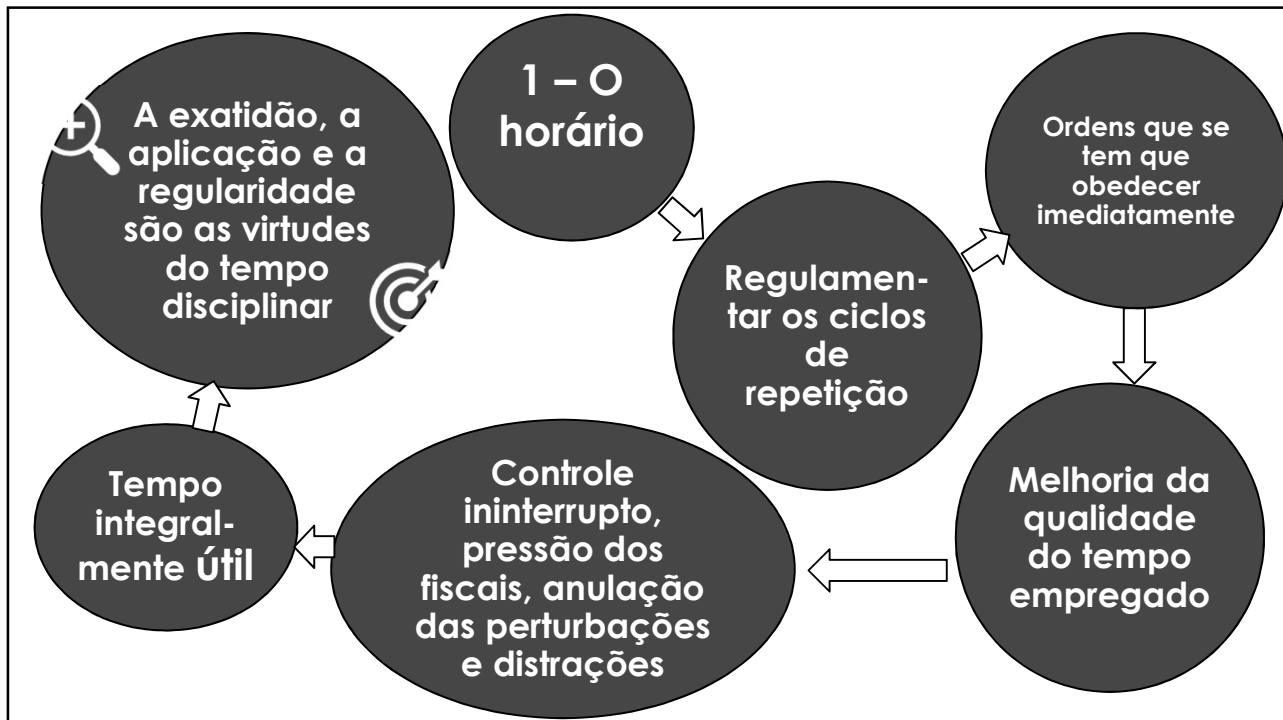 1 – O
horário
Regulamen-
tar os ciclos
de
repetição
Ordens que se
tem que
obedecer
imediatamente
Melhoria da
qualidade
do tempo
empregado
Controle
ininterrupto,
pressão dos
fiscais, anulação
das perturbações
e distrações
Tempo
integral-
mente útil
A exatidão, a
aplicação e a
regularidade
são as virtudes
do tempo
disciplinar